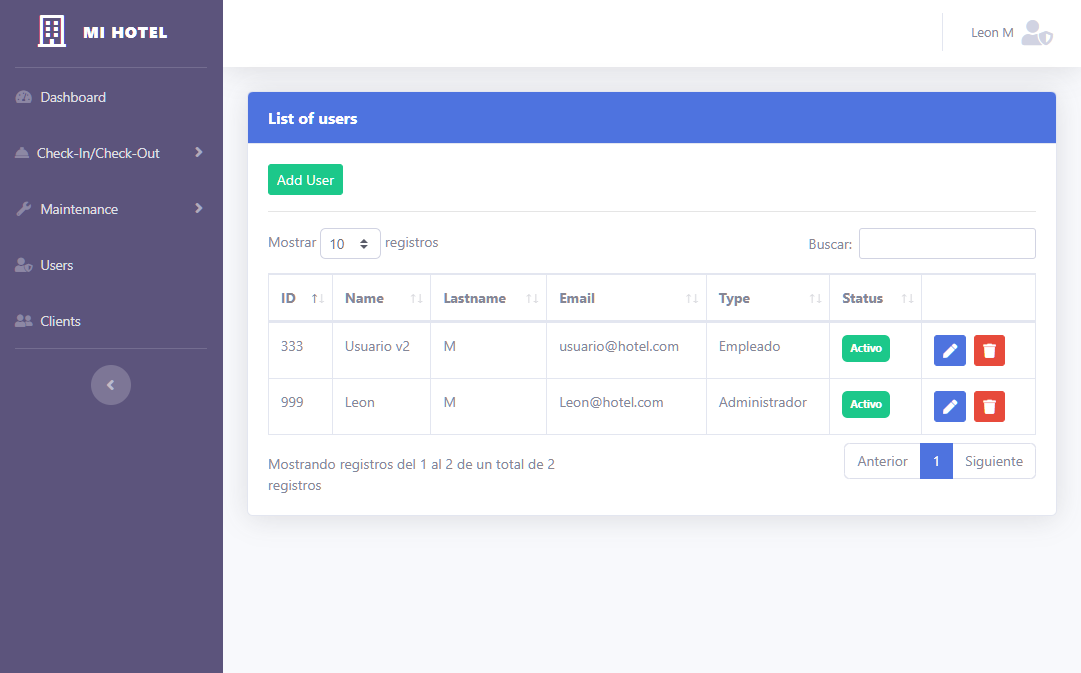 MI HOTEL
Leon M
Dashboard
Check-In/Check-Out
Maintenance
Users
Clients
List of users
Add User
Mostrar 10 registros
Buscar:
ID Name Lastname Email Type Status
333 Usuario v2 M usuario@hotel.com Empleado Activo
999 Leon M Leon@hotel.com Administrador Activo
Mostrando registros del 1 al 2 de un total de 2
registros
Anterior 1 Siguiente